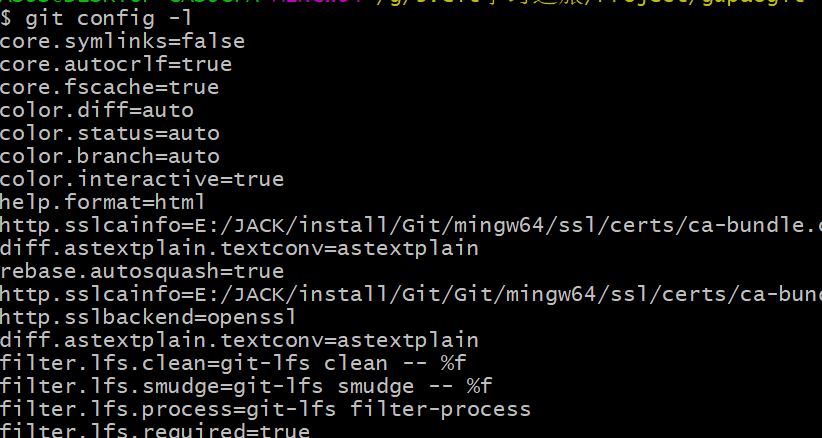 $ git config -l
core.symlinks=false
core.autocrlf=true
core.fscache=true
color.diff=auto
color.status=auto
color.branch=auto
color.interactive=true
help.format=html
http.sslcainfo=E:/JACK/install/Git/mingw64/ssl/certs/ca-bundle.
diff.astextplain.textconv=astextplain
rebase.autosquash=true
http.sslcainfo=E:/JACK/install/Git/Git/mingw64/ssl/certs/ca-bun
http.sslbackend=openssl
diff.astextplain.textconv=astextplain
filter.lfs.clean=git-lfs clean -- %f
filter.lfs.smudge=git-lfs smudge -- %f
filter.lfs.process=git-lfs filter-process
filter.lfs.required=true